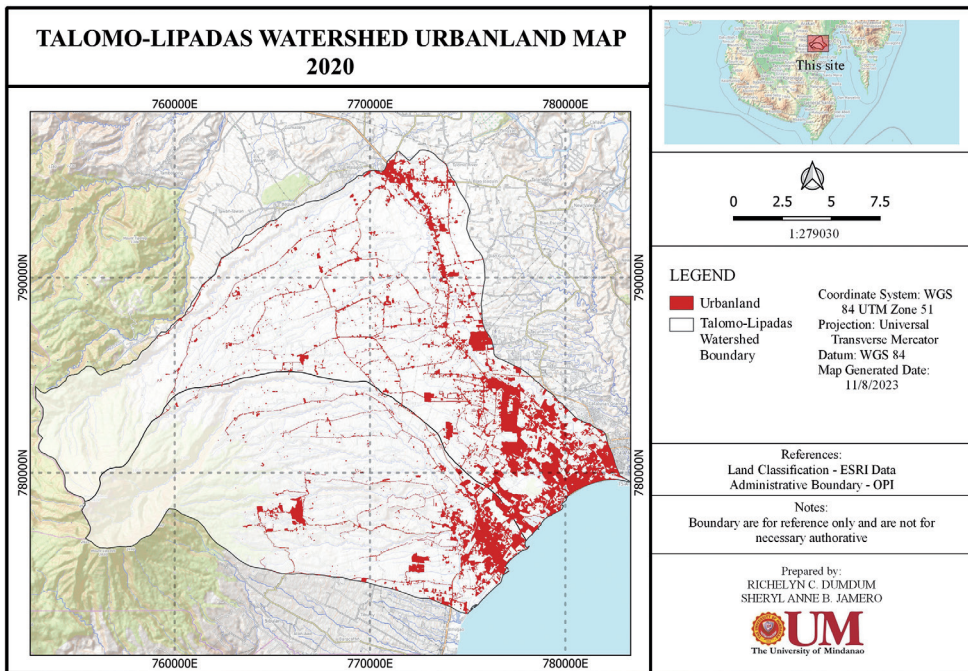 TALOMO-LIPADAS WATERSHED URBANLAND MAP
2020
This site
760000E
770000E
780000E
790000N
790000N
780000N
780000N
760000E
770000E
780000E
0 2.5 5 7.5
1:279030
LEGEND
Urbanland
Talomo-Lipadas
Watershed
Boundary
Coordinate System: WGS
84 UTM Zone 51
Projection: Universal
Transverse Mercator
Datum: WGS 84
Map Generated Date:
11/8/2023
References:
Land Classification - ESRI Data
Administrative Boundary - OPI
Notes:
Boundary are for reference only and are not for
necessary authorative
Prepared by:
RICHELYN C. DUMDUM
SHERYL ANNE B. JAMERO
UM
The University of Mindanao